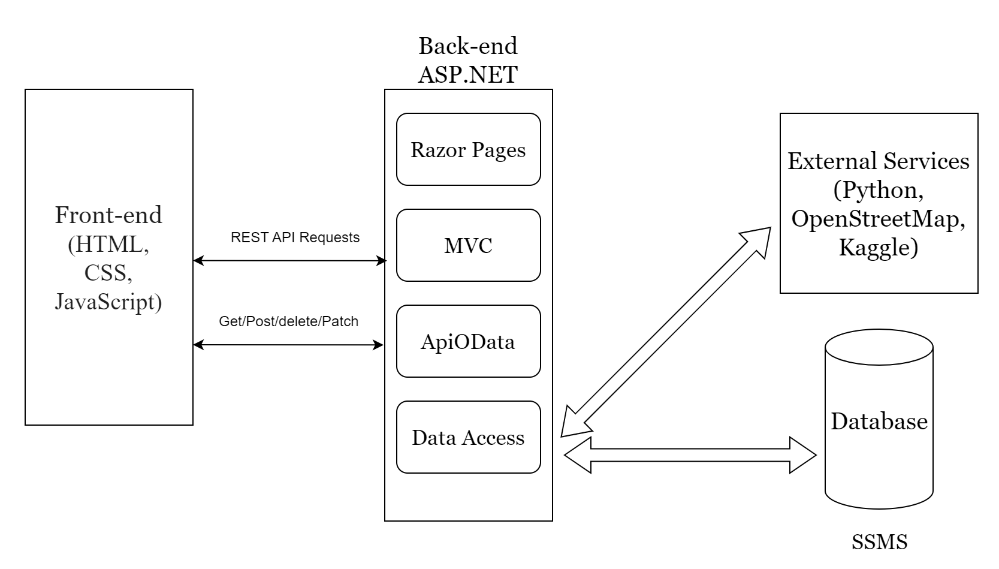 Back-end
ASP.NET
Front-end
(HTML,
CSS,
JavaScript)
REST API Requests
Get/Post/delete/Patch
Razor Pages
MVC
ApiOData
Data Access
External Services
(Python,
OpenStreetMap,
Kaggle)
Database
SSMS